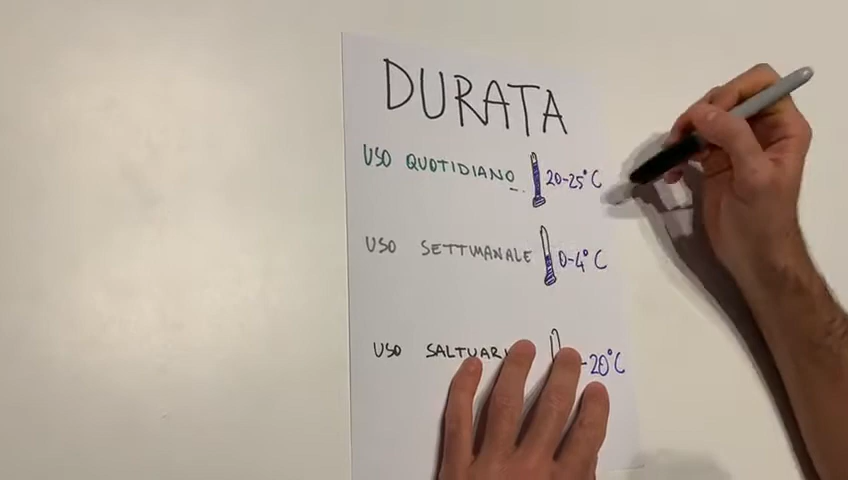 DURATA
USO QUOTIDIANO 20-25°C
USO SETTIMANALE 0-4°C
USO -20°C